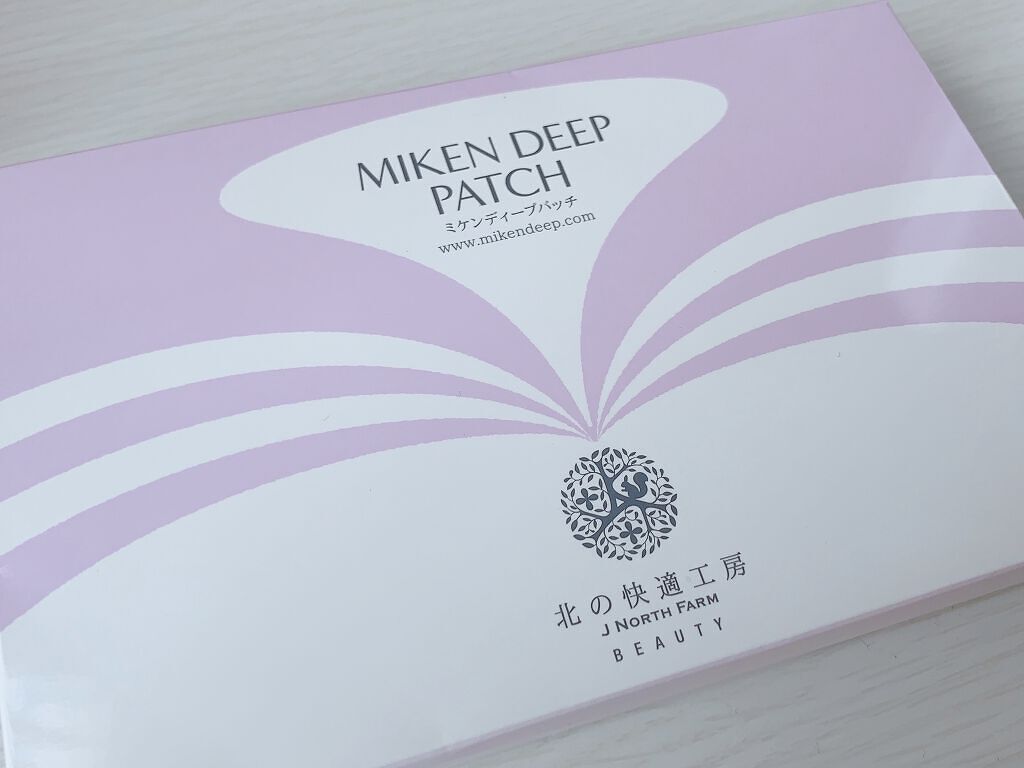 MIKEN DEEP
PATCH
ミケンディープパッチ
www.mikendeep.com
北の快適工房
J NORTH FARM
BEAUTY